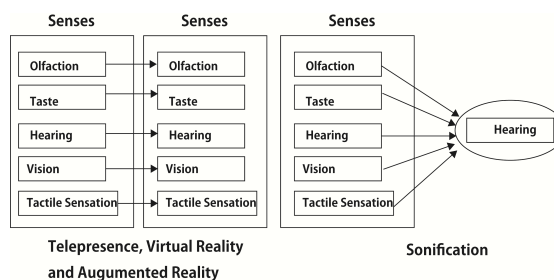 Senses
Senses
Senses
Olfaction
Taste
Hearing
Vision
Tactile Sensation
Olfaction
Taste
Hearing
Vision
Tactile Sensation
Olfaction
Taste
Hearing
Vision
Tactile Sensation
Hearing
Telepresence, Virtual Reality
and Augumented Reality
Sonification